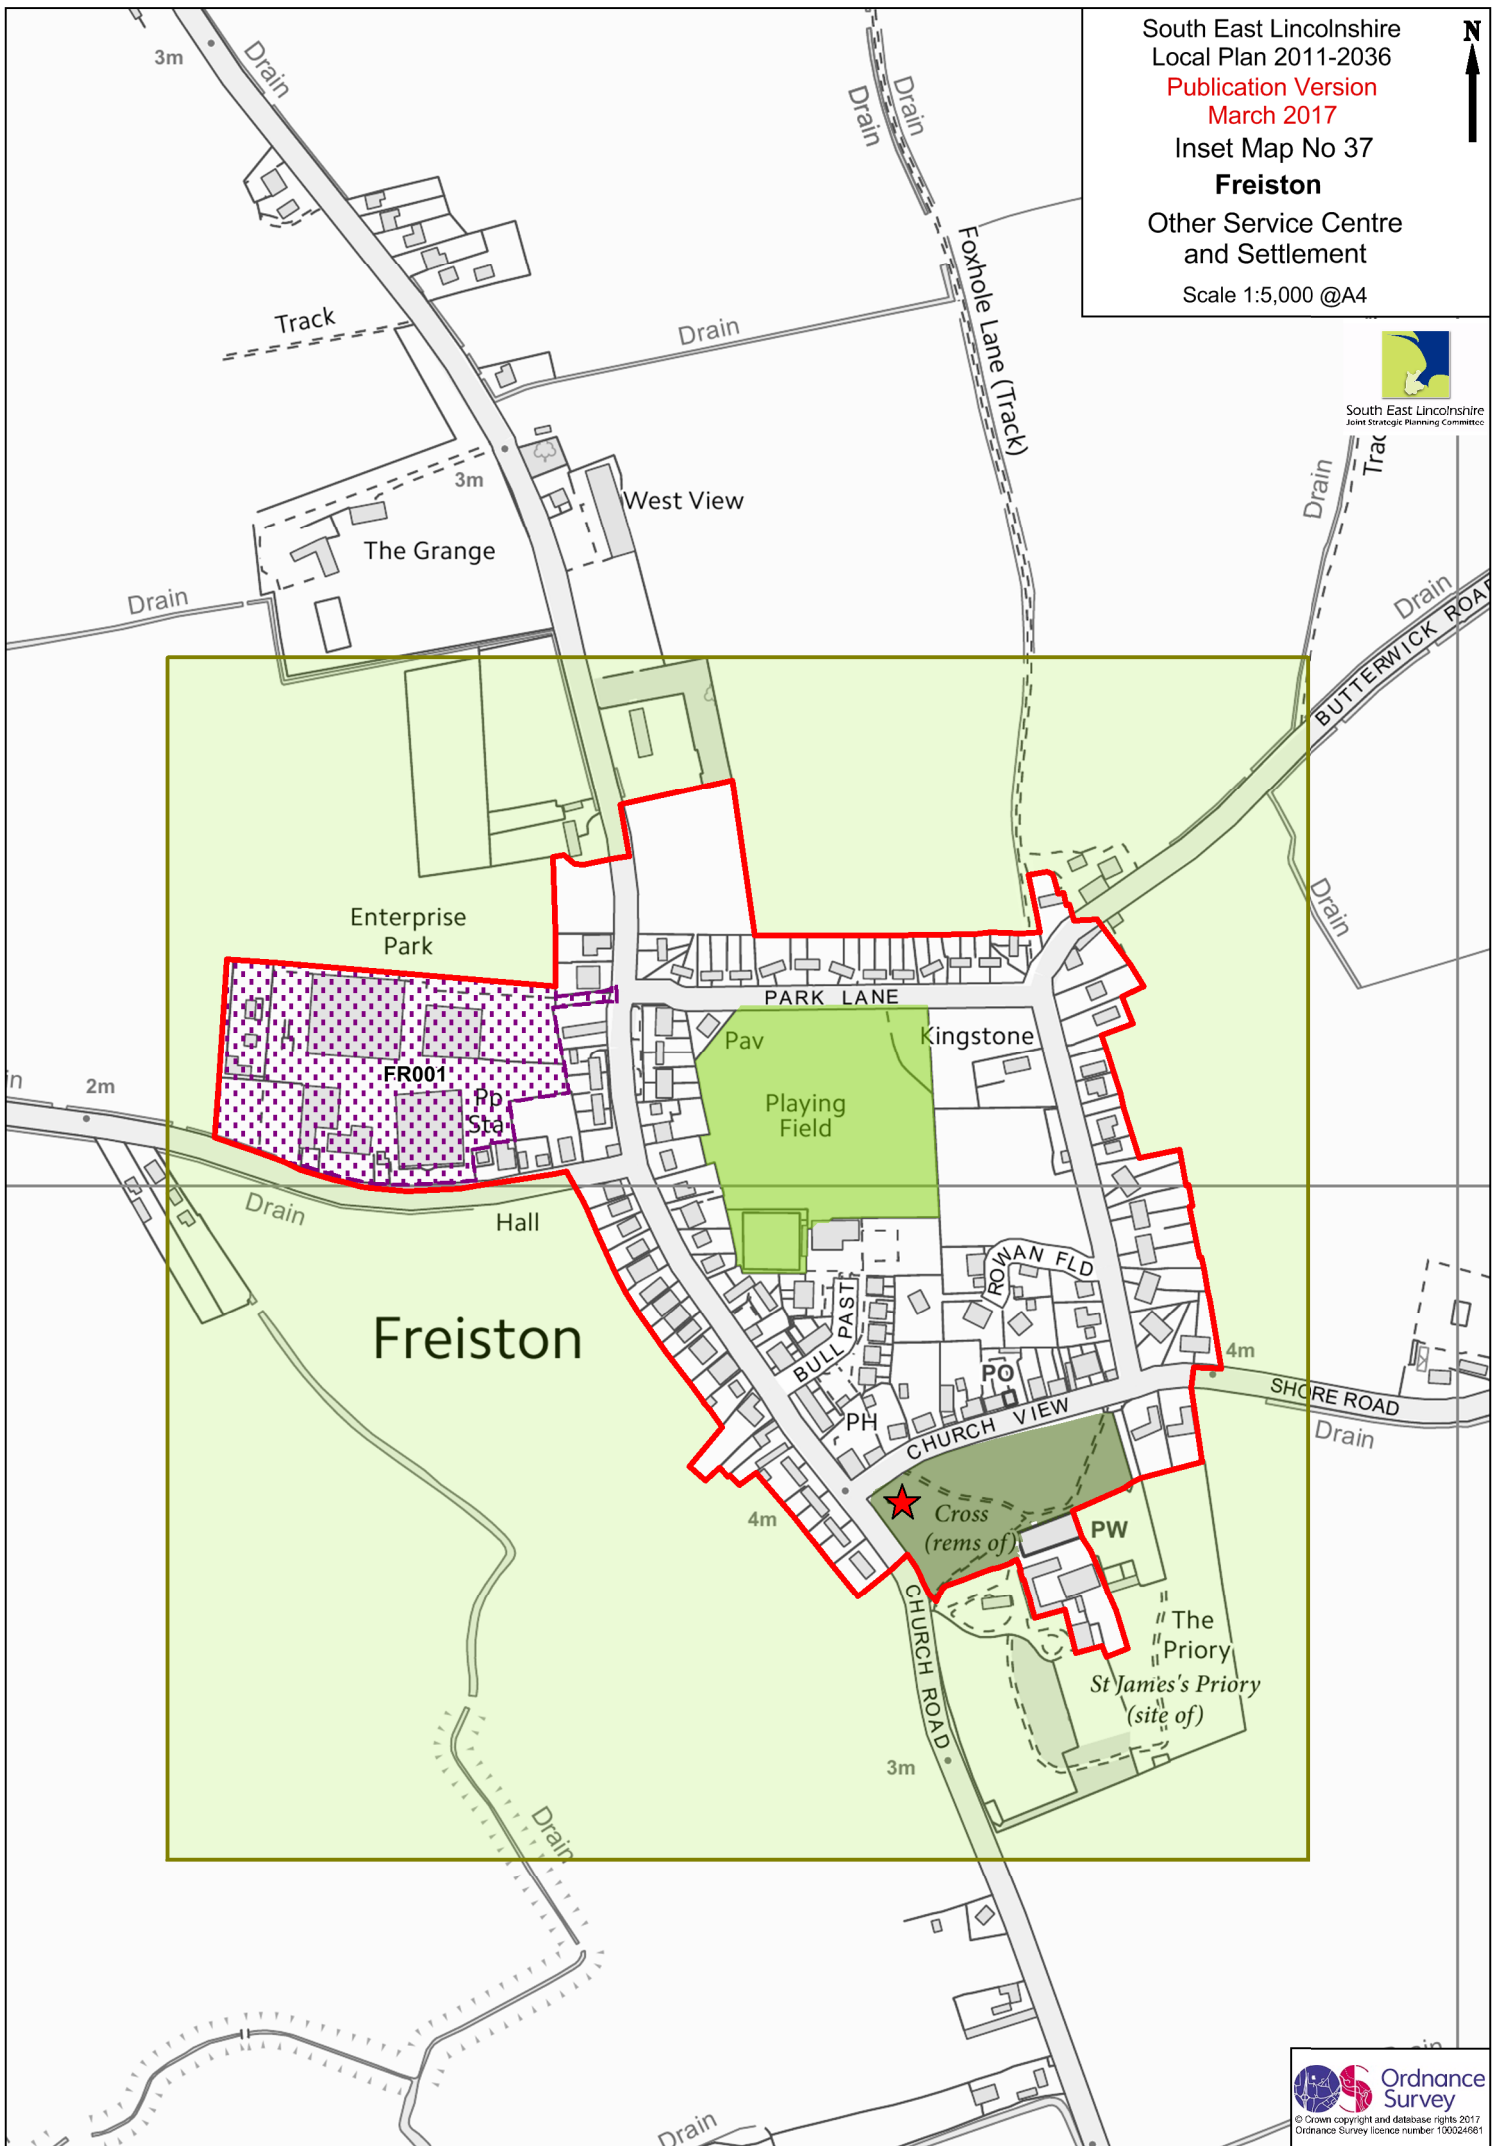 South East Lincolnshire
Local Plan 2011-2036
Publication Version
March 2017
Inset Map No 37
Freiston
Other Service Centre
and Settlement
Scale 1:5,000 @A4
N
South East Lincolnshire
Joint Strategic Planning Committee
3m
Drain
Drain
Drain
Foxhole Lane (Track)
Track
Drain
Trac
Drain
3m
West View
The Grange
Drain
Drain
BUTTERWICK ROAD
Enterprise
Park
Drain
PARK LANE
Pav
Kingstone
FR001
in
2m
Pp
Sta
Playing
Field
Drain
Hall
ROWAN FLD
Freiston
BULL PAST
PO
4m
SHORE ROAD
Drain
PH
CHURCH VIEW
4m
Cross
(rems of)
PW
CHURCH ROAD
The
Priory
St James's Priory
(site of)
3m
Drain
Drain
Drain
Ordnance
Survey
© Crown copyright and database rights 2017
Ordnance Survey licence number 100024661